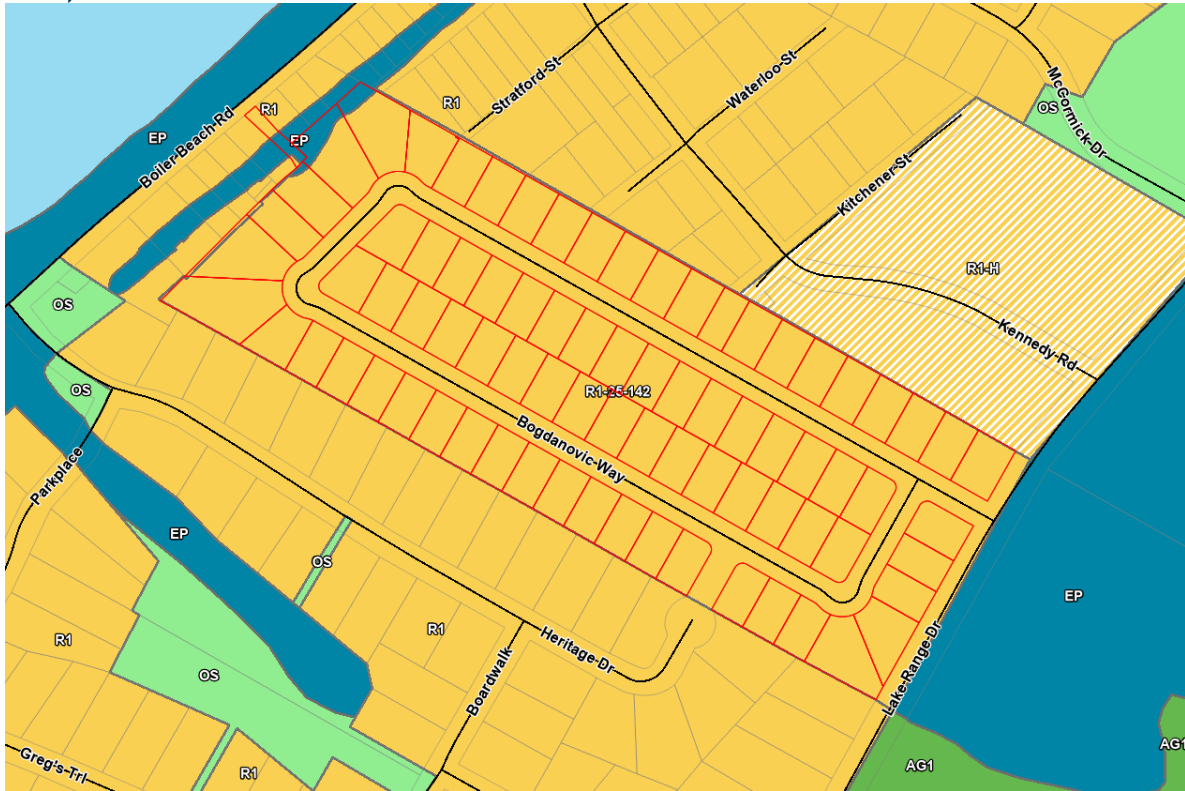 Stratford-St
Waterloo-St
McCormick-Dr
OS
R1
R1
EP
EP
Boiler-Beach-Rd
Kitchener-St
R1-H
Kennedy-Rd
OS
OS
R1-25-142
Bogdanovic-Way
Parkplace
EP
OS
EP
R1
R1
Heritage-Dr
Lake-Range-Dr
OS
Boardwalk
AG1
AG1
Greg's-Trl
R1